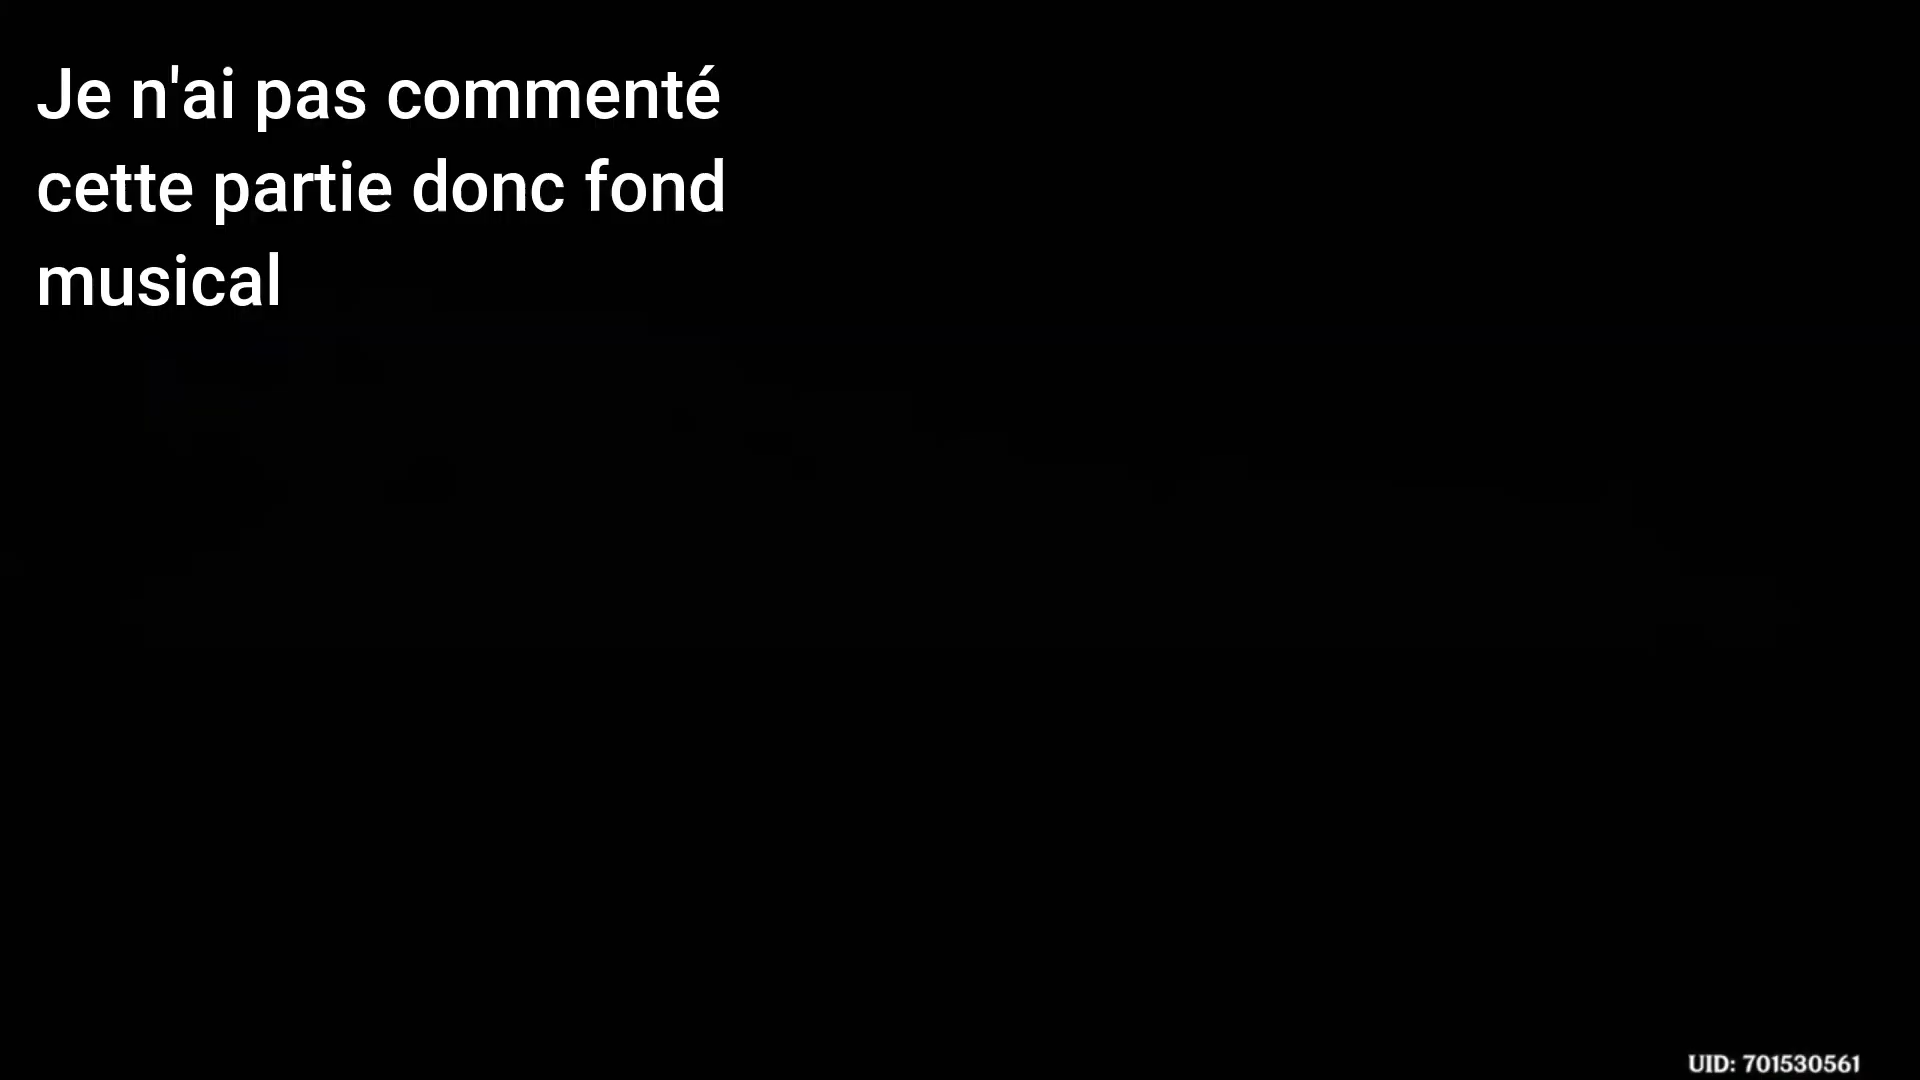 Je n'ai pas commenté
cette partie donc fond
musical
UID: 701530561